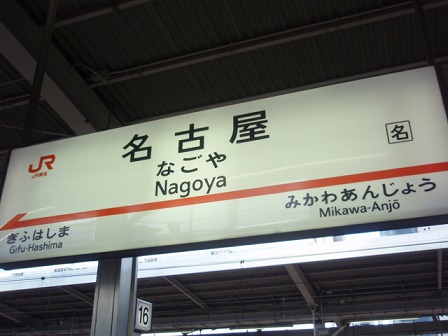 JR
JR東海
名古屋
名
なごや
Nagoya
みかわあんじょう
Mikawa-Anjō
ぎふはしま
Gifu-Hashima
16